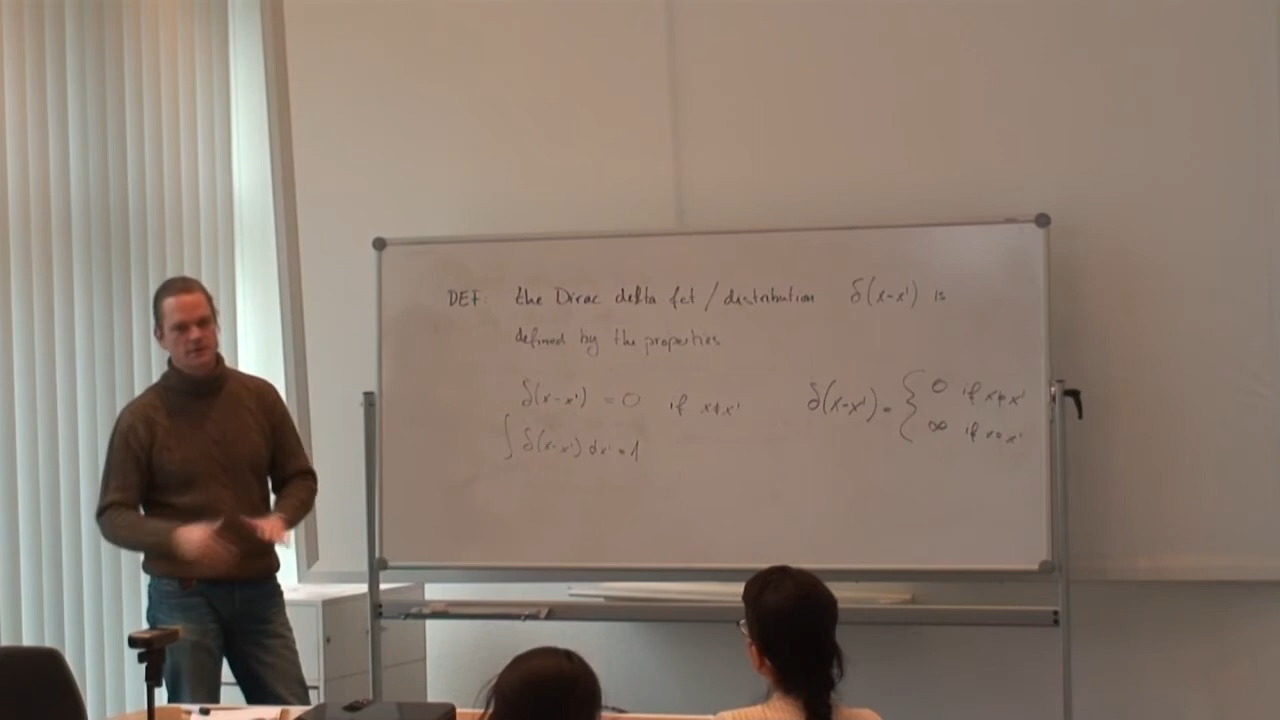 DEF: the Dirac delta fct / distribution δ(x-x') is
defined by the properties
δ(x-x') = 0 if x≠x'
∫ δ(x-x') dx' = 1
δ(x-x') = { 0 if x≠x'
∞ if x=x'